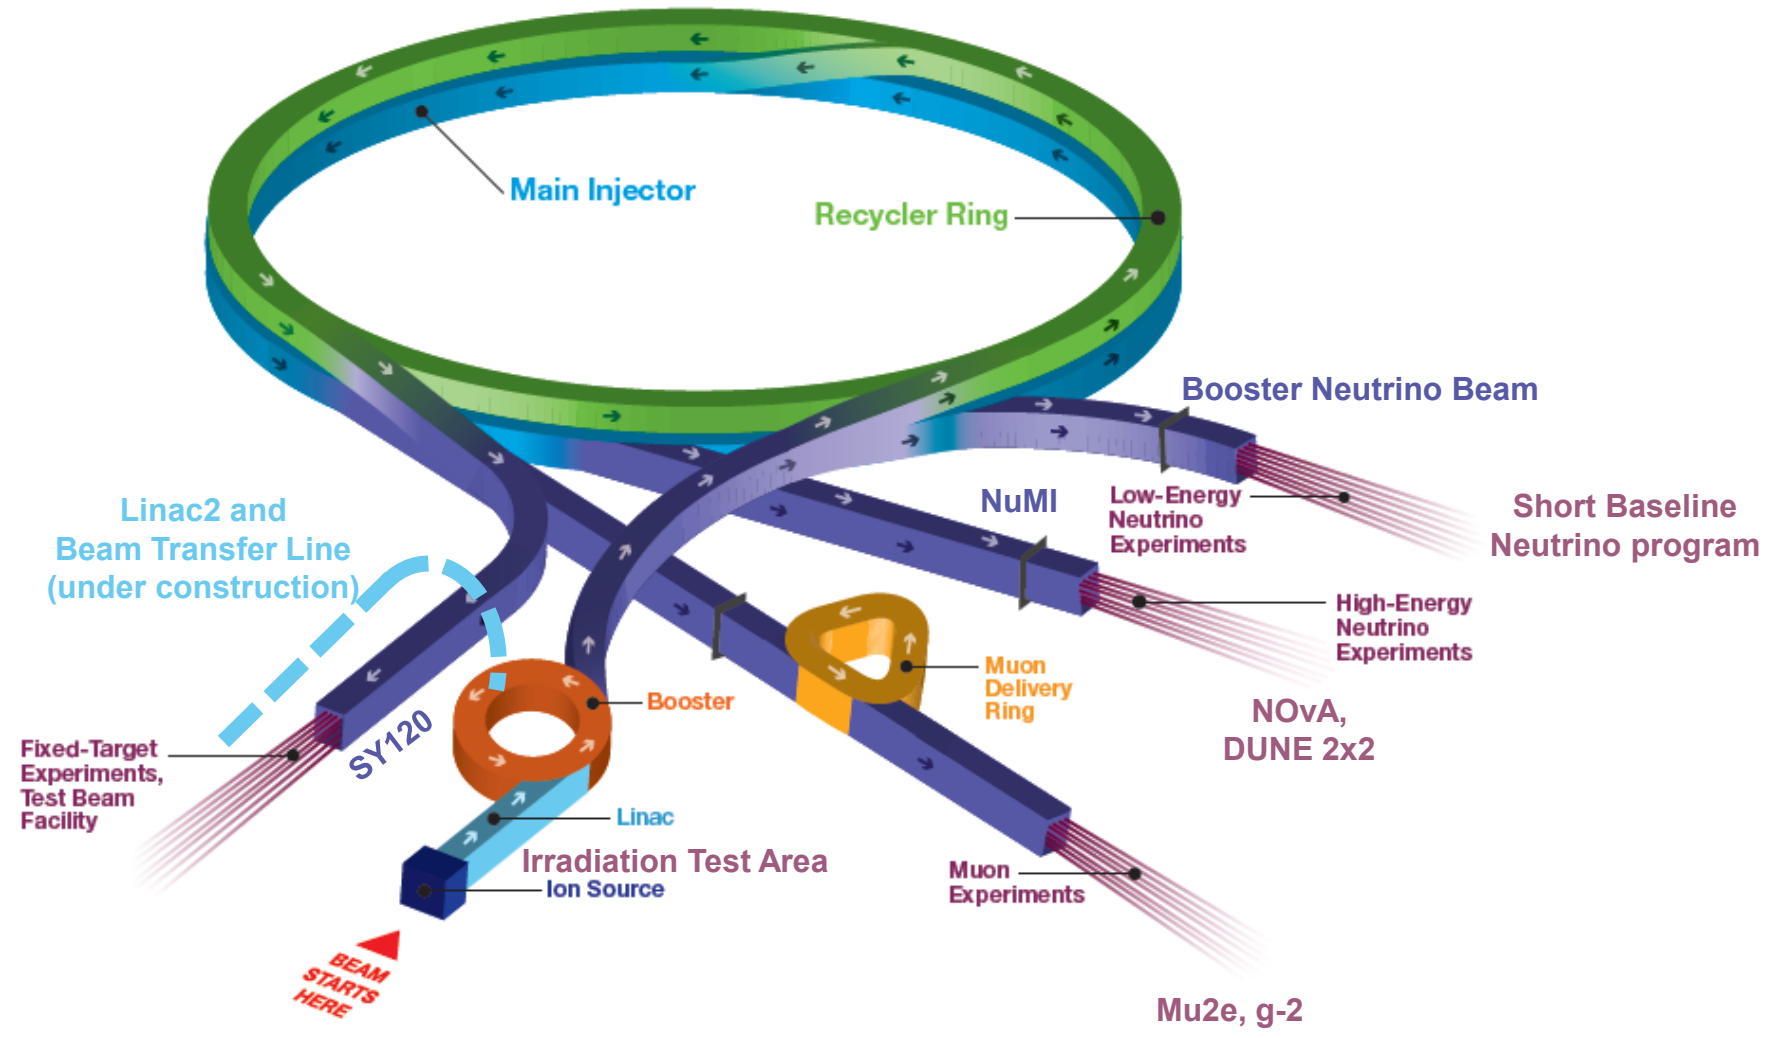 Main Injector
Recycler Ring
Booster Neutrino Beam
Linac2 and
Beam Transfer Line
(under construction)
NuMI
Low-Energy
Neutrino
Experiments
Short Baseline
Neutrino program
High-Energy
Neutrino
Experiments
Muon
Delivery
Ring
Booster
NOvA,
DUNE 2x2
Fixed-Target
Experiments,
Test Beam
Facility
SY120
Linac
Irradiation Test Area
Ion Source
Muon
Experiments
BEAM
STARTS
HERE
Mu2e, g-2